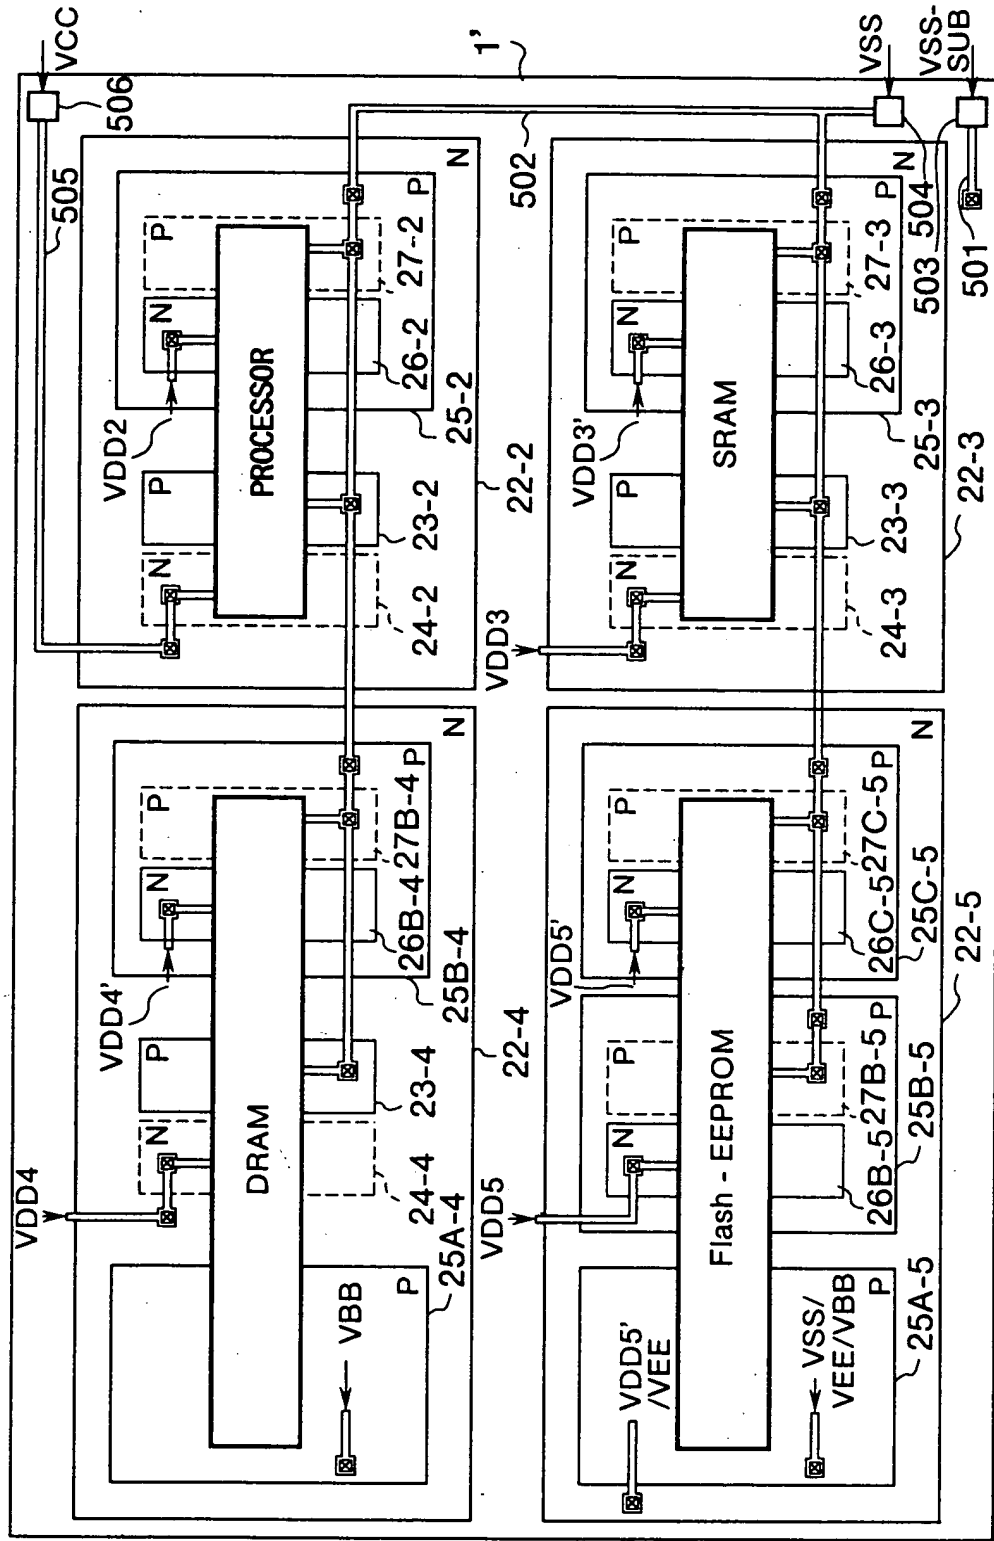 VCC
506
505
1'
VSS
VSS-
SUB
502
504
503
501
N
P
P
27-2
N
26-2
VDD2
25-2
PROCESSOR
22-2
P
23-2
N
24-2
N
P
P
27-3
N
26-3
VDD3'
25-3
SRAM
22-3
P
23-3
N
24-3
VDD3
N
P
P
27B-4
N
26B-4
VDD4'
25B-4
22-4
P
23-4
DRAM
N
24-4
VDD4
25A-4
P
VBB
N
P
P
27C-5
N
26C-5
VDD5'
25C-5
22-5
P
P
27B-5
N
26B-5
25B-5
Flash - EEPROM
VDD5
25A-5
P
VDD5'
/VEE
VSS/
VEE/VBB